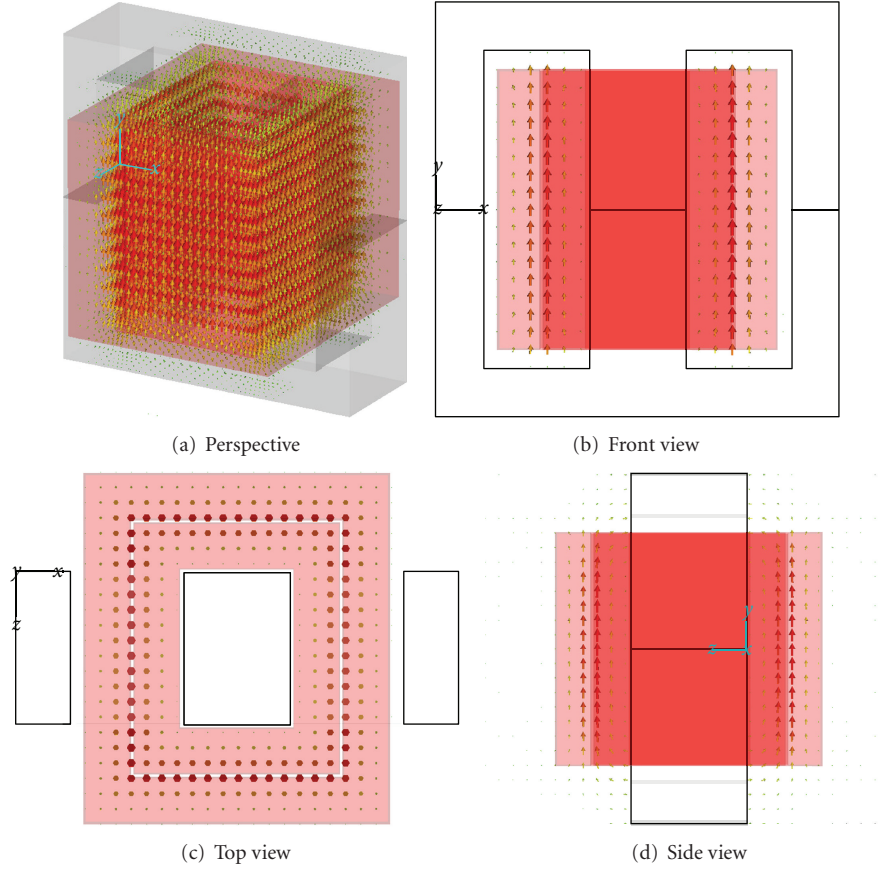 y
z x
(a) Perspective
(b) Front view
y x
z
y
(c) Top view
(d) Side view